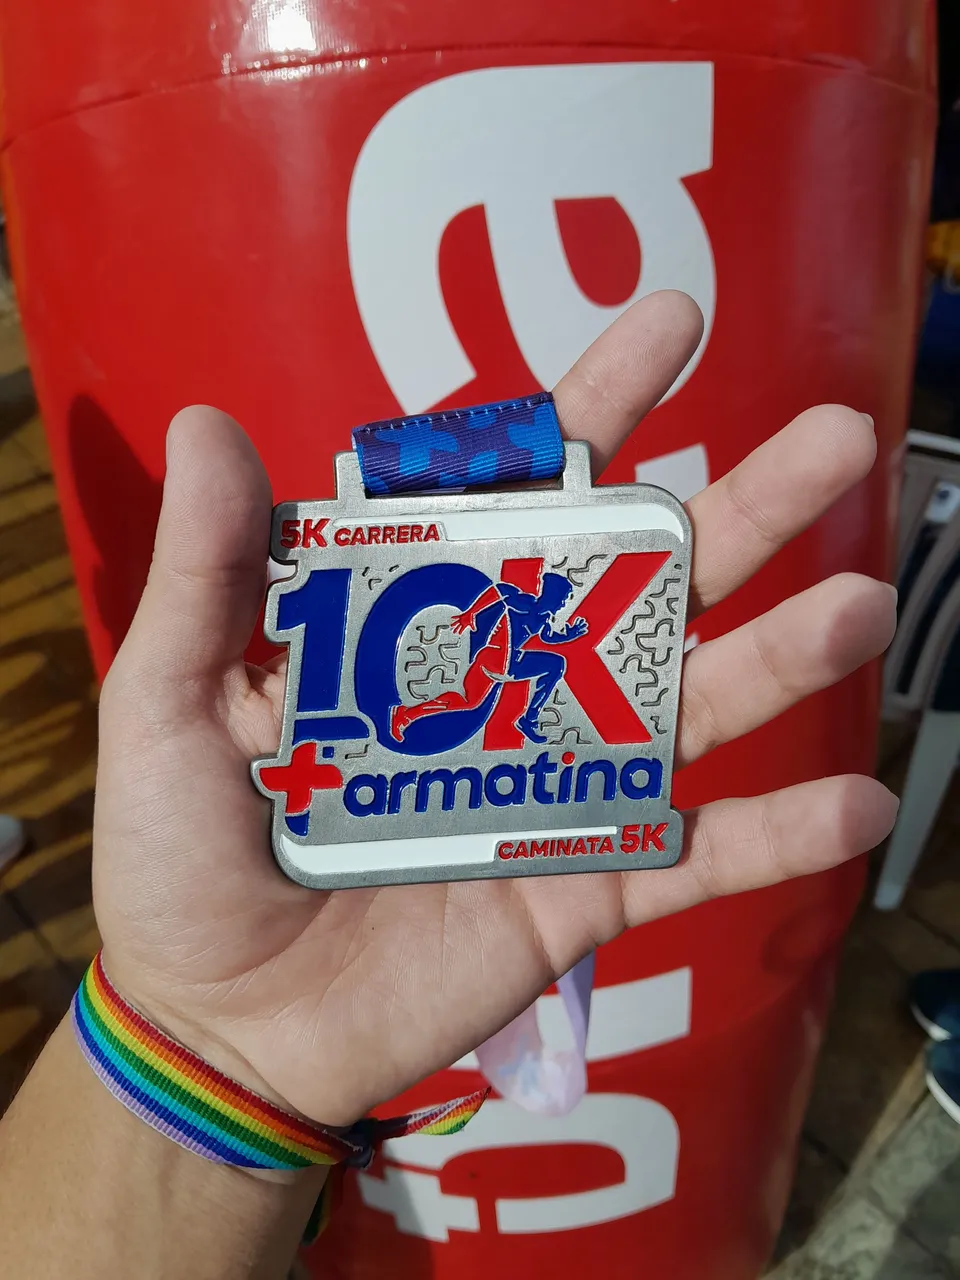 5K CARRERA
10K
+armatina
CAMINATA 5K